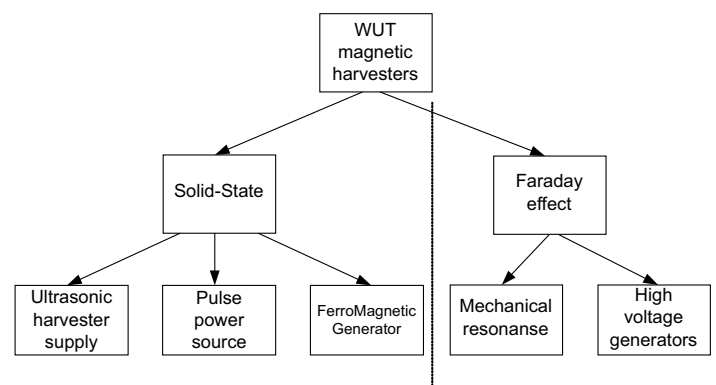 WUT
magnetic
harvesters
Solid-State
Faraday
effect
Ultrasonic
harvester
supply
Pulse
power
source
FerroMagnetic
Generator
Mechanical
resonanse
High
voltage
generators